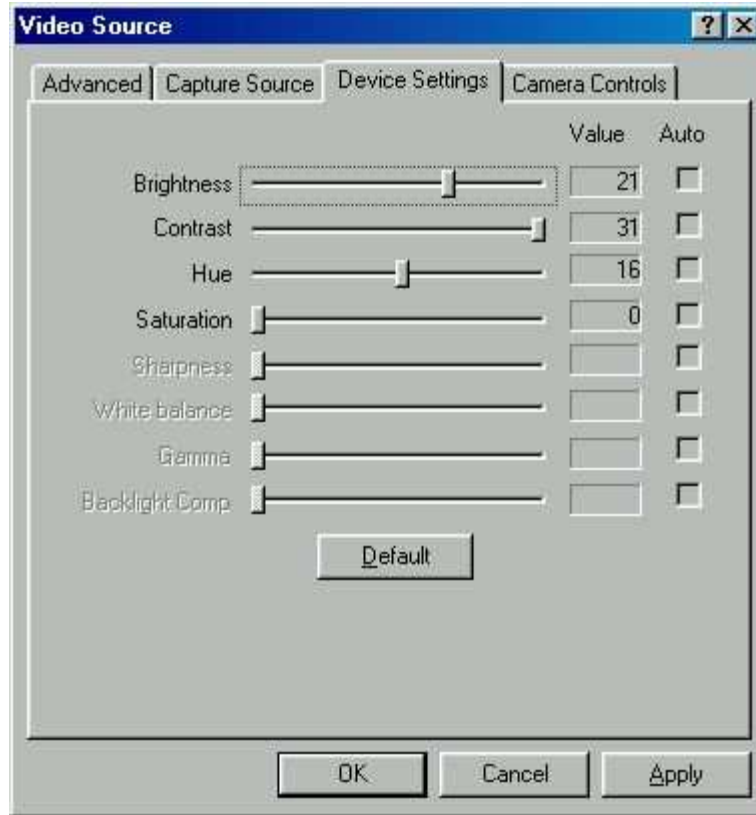 Video Source
Advanced Capture Source Device Settings Camera Controls
Value Auto
Brightness 21
Contrast 31
Hue 16
Saturation 0
Sharpness
White balance
Gamma
Backlight Comp
Default
OK Cancel Apply